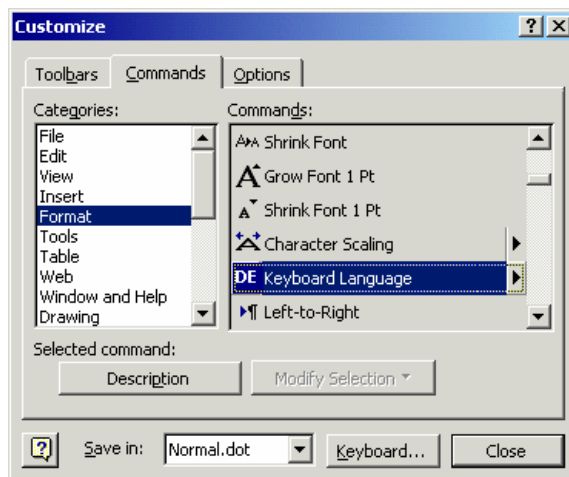 Customize
Toolbars Commands Options
Categories: Commands:
File
Edit
View
Insert
Format
Tools
Table
Web
Window and Help
Drawing
Shrink Font
Grow Font 1 Pt
Shrink Font 1 Pt
Character Scaling
DE Keyboard Language
Left-to-Right
Selected command:
Description Modify Selection
Save in: Normal.dot Keyboard... Close